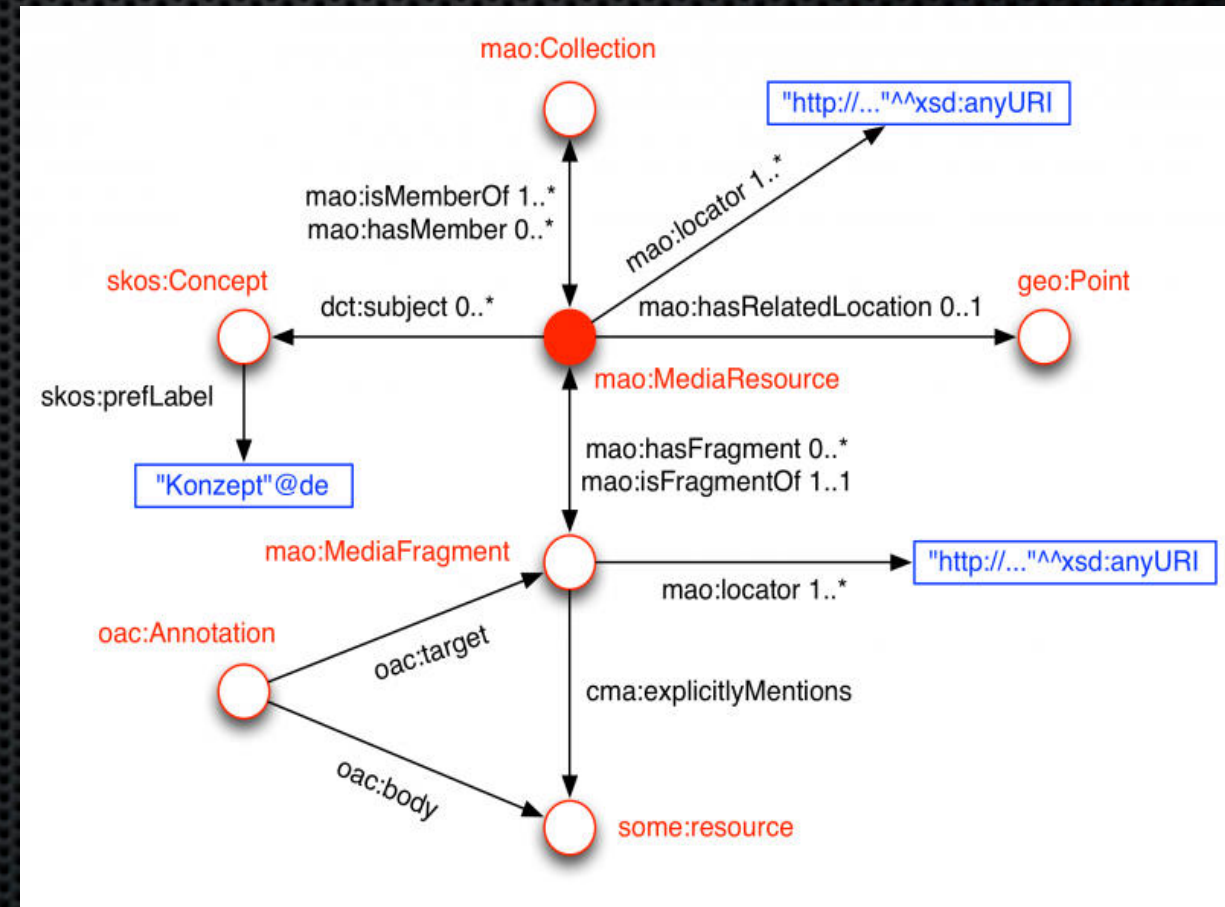 mao:Collection
"http://..."^^xsd:anyURI
mao:isMemberOf 1..*
mao:hasMember 0..*
mao:locator 1..*
skos:Concept
geo:Point
dct:subject 0..*
mao:hasRelatedLocation 0..1
mao:MediaResource
skos:prefLabel
mao:hasFragment 0..*
mao:isFragmentOf 1..1
"Konzept"@de
mao:MediaFragment
"http://..."^^xsd:anyURI
mao:locator 1..*
oac:Annotation
oac:target
cma:explicitlyMentions
oac:body
some:resource